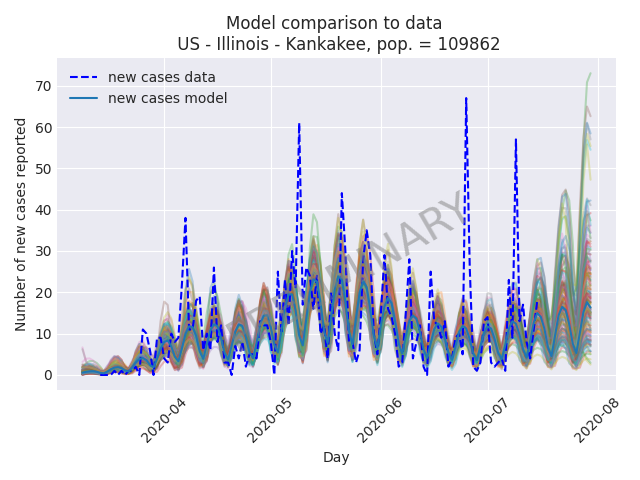 Model comparison to data
US - Illinois - Kankakee, pop. = 109862
new cases data
new cases model
Number of new cases reported
70
60
50
40
30
20
10
0
PRELIMINARY
2020-04
2020-05
2020-06
2020-07
2020-08
Day